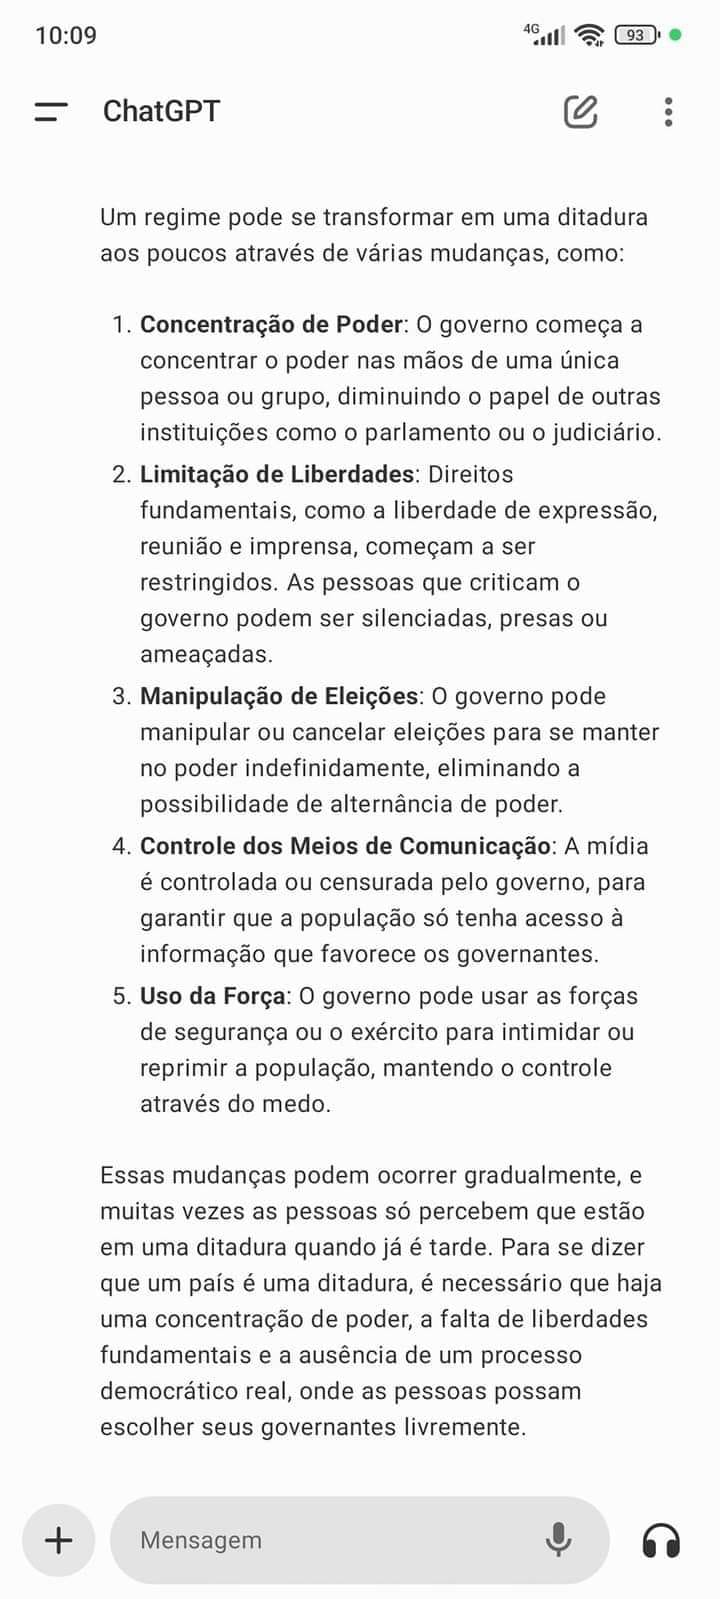 10:09
4G
93
ChatGPT
Um regime pode se transformar em uma ditadura
aos poucos através de várias mudanças, como:
1. Concentração de Poder: O governo começa a
concentrar o poder nas mãos de uma única
pessoa ou grupo, diminuindo o papel de outras
instituições como o parlamento ou o judiciário.
2. Limitação de Liberdades: Direitos
fundamentais, como a liberdade de expressão,
reunião e imprensa, começam a ser
restringidos. As pessoas que criticam o
governo podem ser silenciadas, presas ou
ameaçadas.
3. Manipulação de Eleições: O governo pode
manipular ou cancelar eleições para se manter
no poder indefinidamente, eliminando a
possibilidade de alternância de poder.
4. Controle dos Meios de Comunicação: A mídia
é controlada ou censurada pelo governo, para
garantir que a população só tenha acesso à
informação que favorece os governantes.
5. Uso da Força: O governo pode usar as forças
de segurança ou o exército para intimidar ou
reprimir a população, mantendo o controle
através do medo.
Essas mudanças podem ocorrer gradualmente, e
muitas vezes as pessoas só percebem que estão
em uma ditadura quando já é tarde. Para se dizer
que um país é uma ditadura, é necessário que haja
uma concentração de poder, a falta de liberdades
fundamentais e a ausência de um processo
democrático real, onde as pessoas possam
escolher seus governantes livremente.
Mensagem